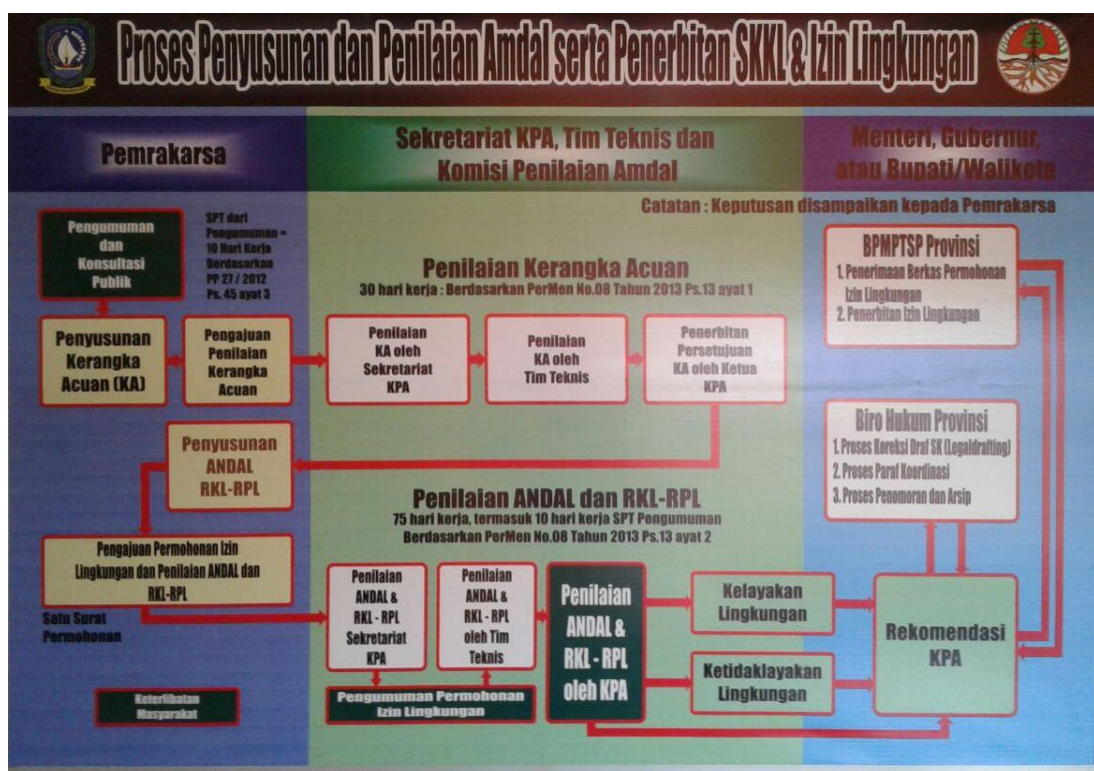 Proses Penyusunan dan Penilaian Amdal serta Penerbitan SKKL & Izin Lingkungan
Pemrakarsa
Sekretariat KPA, Tim Teknis dan
Komisi Penilaian Amdal
Menteri, Gubernur,
atau Bupati/Walikota
Catatan : Keputusan disampaikan kepada Pemrakarsa
Pengumuman
dan
Konsultasi
Publik
SPT dari
Pengumuman =
10 Hari Kerja
Berdasarkan
PP 27 / 2012
Ps. 45 ayat 3
Penyusunan
Kerangka
Acuan (KA)
Pengajuan
Penilaian
Kerangka
Acuan
Penilaian Kerangka Acuan
30 hari kerja : Berdasarkan PerMen No.08 Tahun 2013 Ps.13 ayat 1
Penilaian
KA oleh
Sekretariat
KPA
Penilaian
KA oleh
Tim Teknis
Penerbitan
Persetujuan
KA oleh Ketua
KPA
BPMPTSP Provinsi
1. Penerimaan Berkas Permohonan
Izin Lingkungan
2. Penerbitan Izin Lingkungan
Biro Hukum Provinsi
1. Proses Koreksi Draf SK (Legaldrafting)
2. Proses Paraf Koordinasi
3. Proses Penomoran dan Arsip
Penyusunan
ANDAL
RKL-RPL
Pengajuan Permohonan Izin
Lingkungan dan Penilaian ANDAL dan
RKL-RPL
Satu Surat
Permohonan
Penilaian ANDAL dan RKL-RPL
75 hari kerja, termasuk 10 hari kerja SPT Pengumuman
Berdasarkan PerMen No.08 Tahun 2013 Ps.13 ayat 2
Penilaian
ANDAL &
RKL - RPL
Sekretariat
KPA
Penilaian
ANDAL &
RKL - RPL
oleh Tim
Teknis
Pengumuman Permohonan
Izin Lingkungan
Penilaian
ANDAL &
RKL - RPL
oleh KPA
Kelayakan
Lingkungan
Ketidaklayakan
Lingkungan
Rekomendasi
KPA
Keterlibatan
Masyarakat